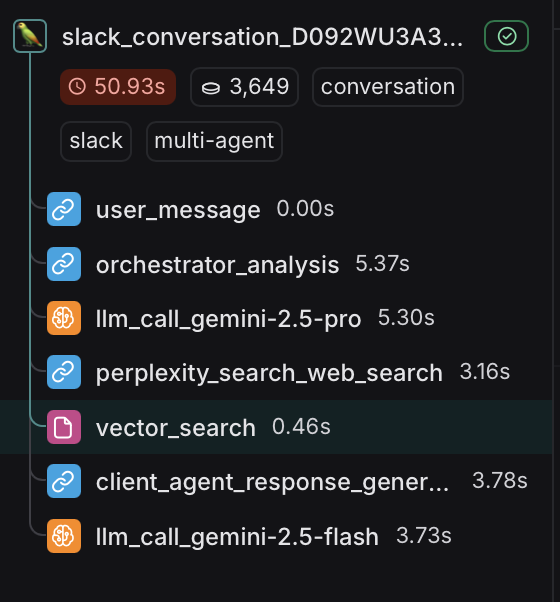 slack_conversation_D092WU3A3...
50.93s 3,649 conversation
slack multi-agent
user_message 0.00s
orchestrator_analysis 5.37s
llm_call_gemini-2.5-pro 5.30s
perplexity_search_web_search 3.16s
vector_search 0.46s
client_agent_response_gener... 3.78s
llm_call_gemini-2.5-flash 3.73s